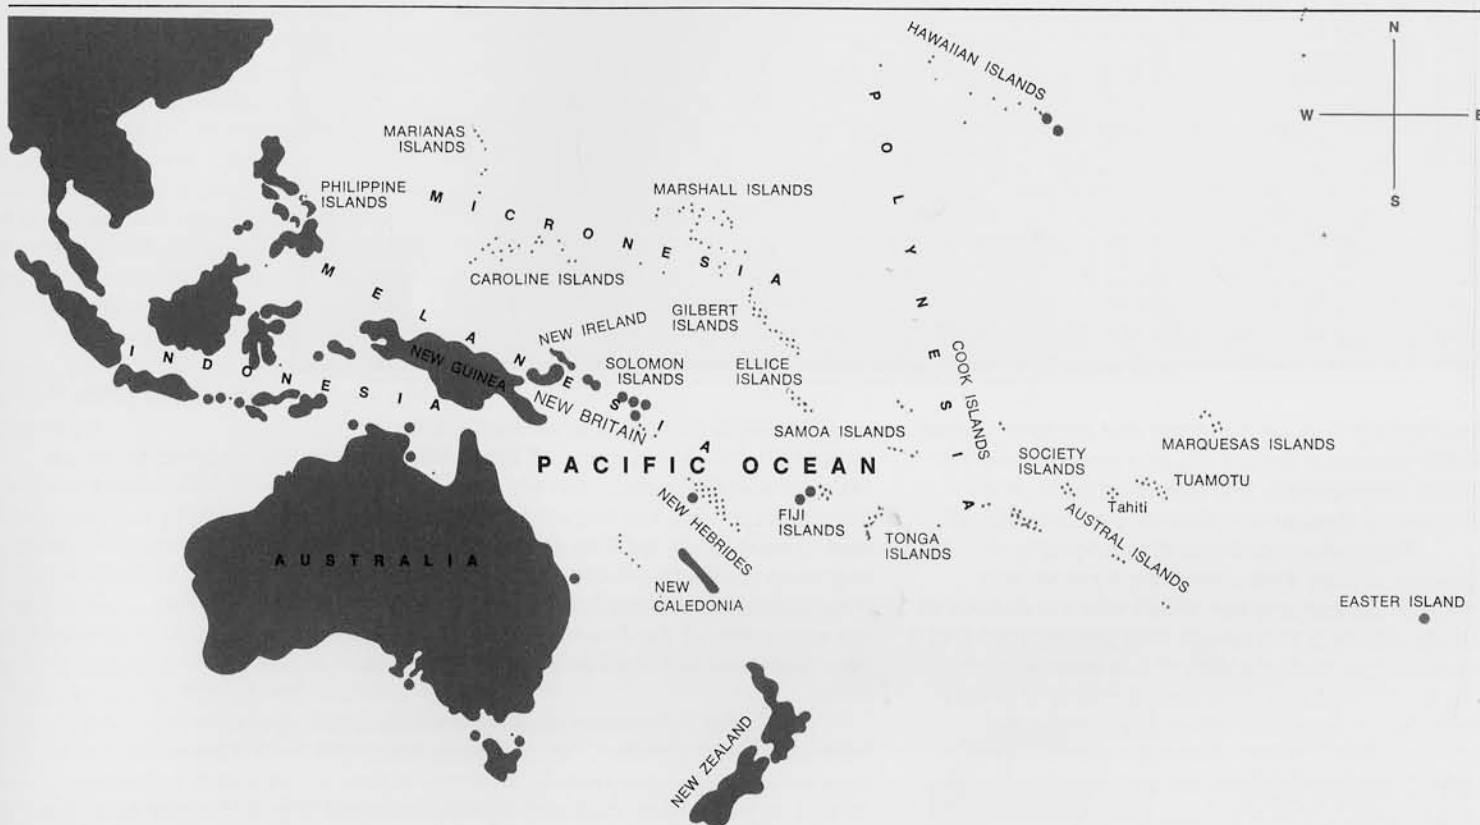 HAWAIIAN ISLANDS
N
W
E
S
POLYNESIA
MARIANAS
ISLANDS
PHILIPPINE
ISLANDS
MICRONESIA
MARSHALL ISLANDS
CAROLINE ISLANDS
MELANESIA
GILBERT
ISLANDS
NEW IRELAND
INDONESIA
NEW GUINEA
SOLOMON
ISLANDS
ELLICE
ISLANDS
COOK ISLANDS
NEW BRITAIN
SAMOA ISLANDS
MARQUESAS ISLANDS
SOCIETY
ISLANDS
PACIFIC OCEAN
TUAMOTU
Tahiti
NEW HEBRIDES
FIJI
ISLANDS
TONGA
ISLANDS
AUSTRAL ISLANDS
AUSTRALIA
NEW
CALEDONIA
EASTER ISLAND
NEW ZEALAND